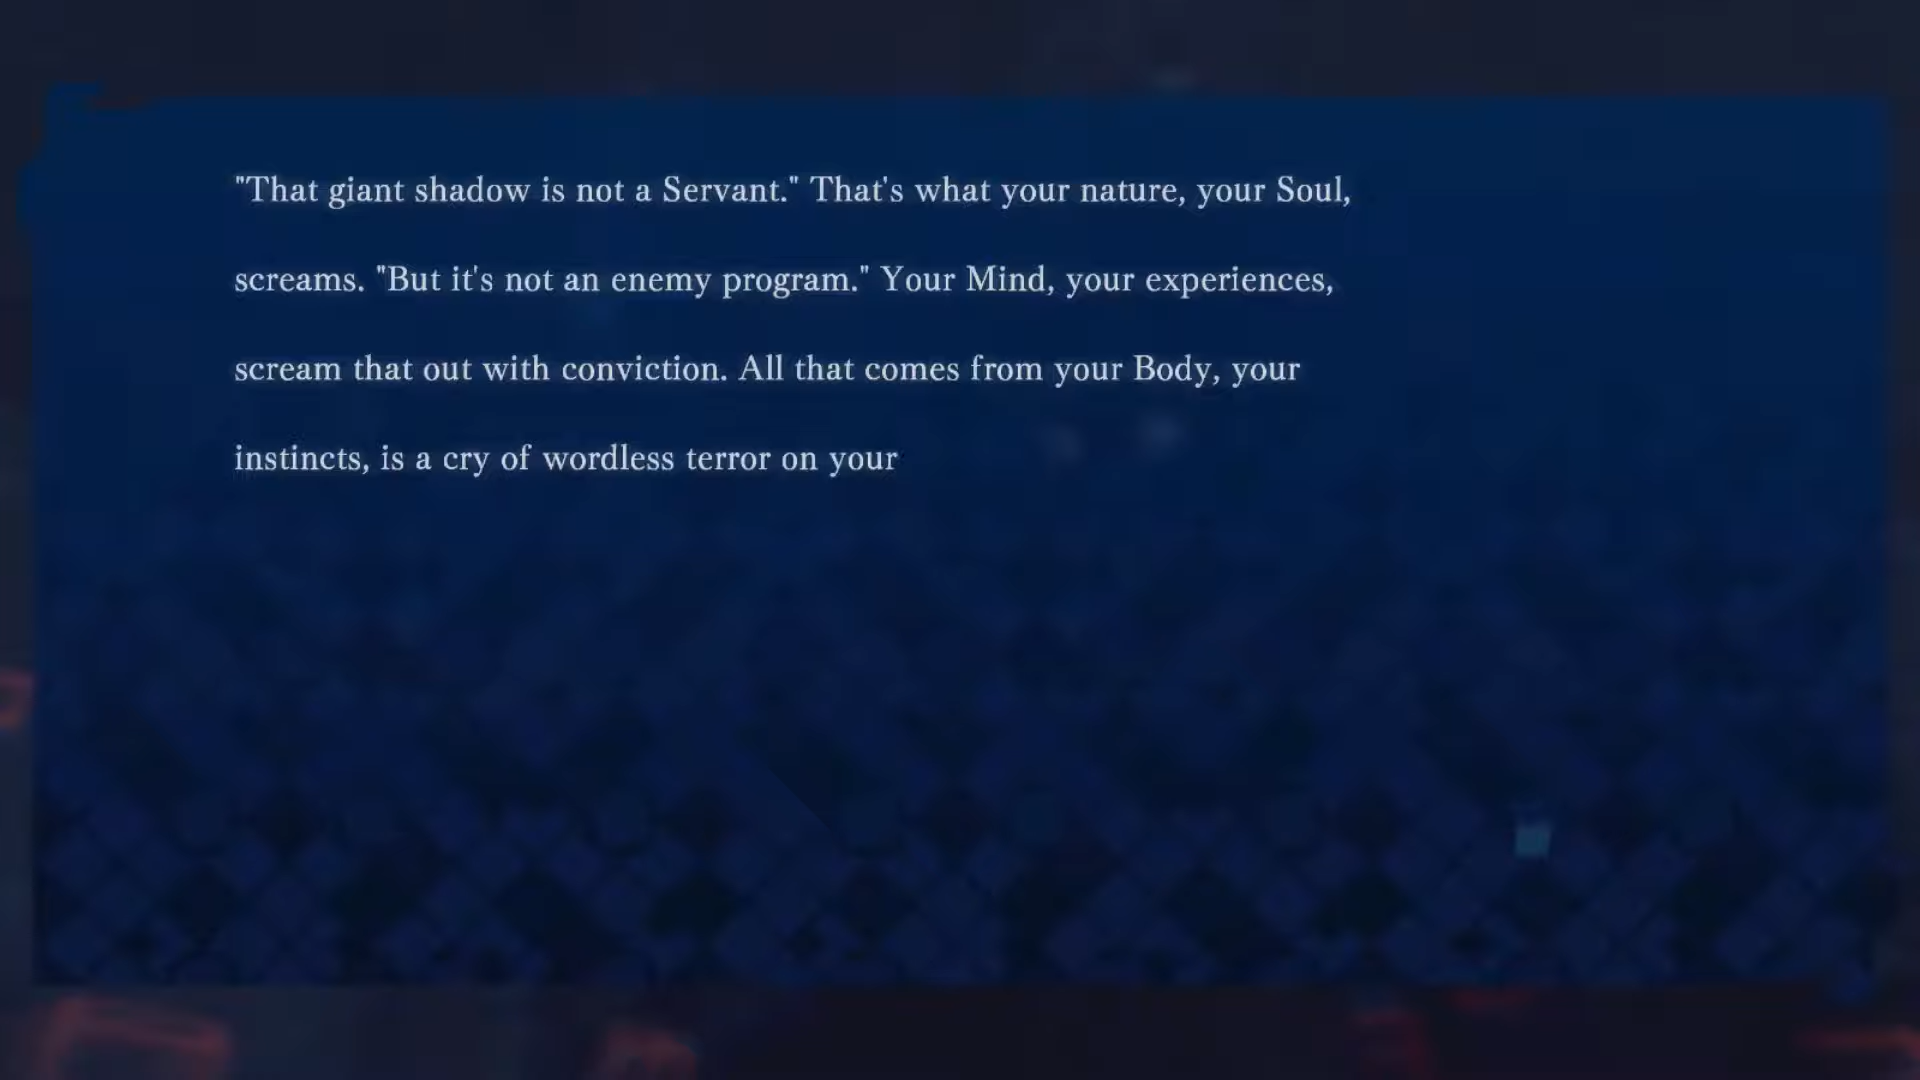 "That giant shadow is not a Servant." That's what your nature, your Soul,
screams. "But it's not an enemy program." Your Mind, your experiences,
scream that out with conviction. All that comes from your Body, your
instincts, is a cry of wordless terror on your